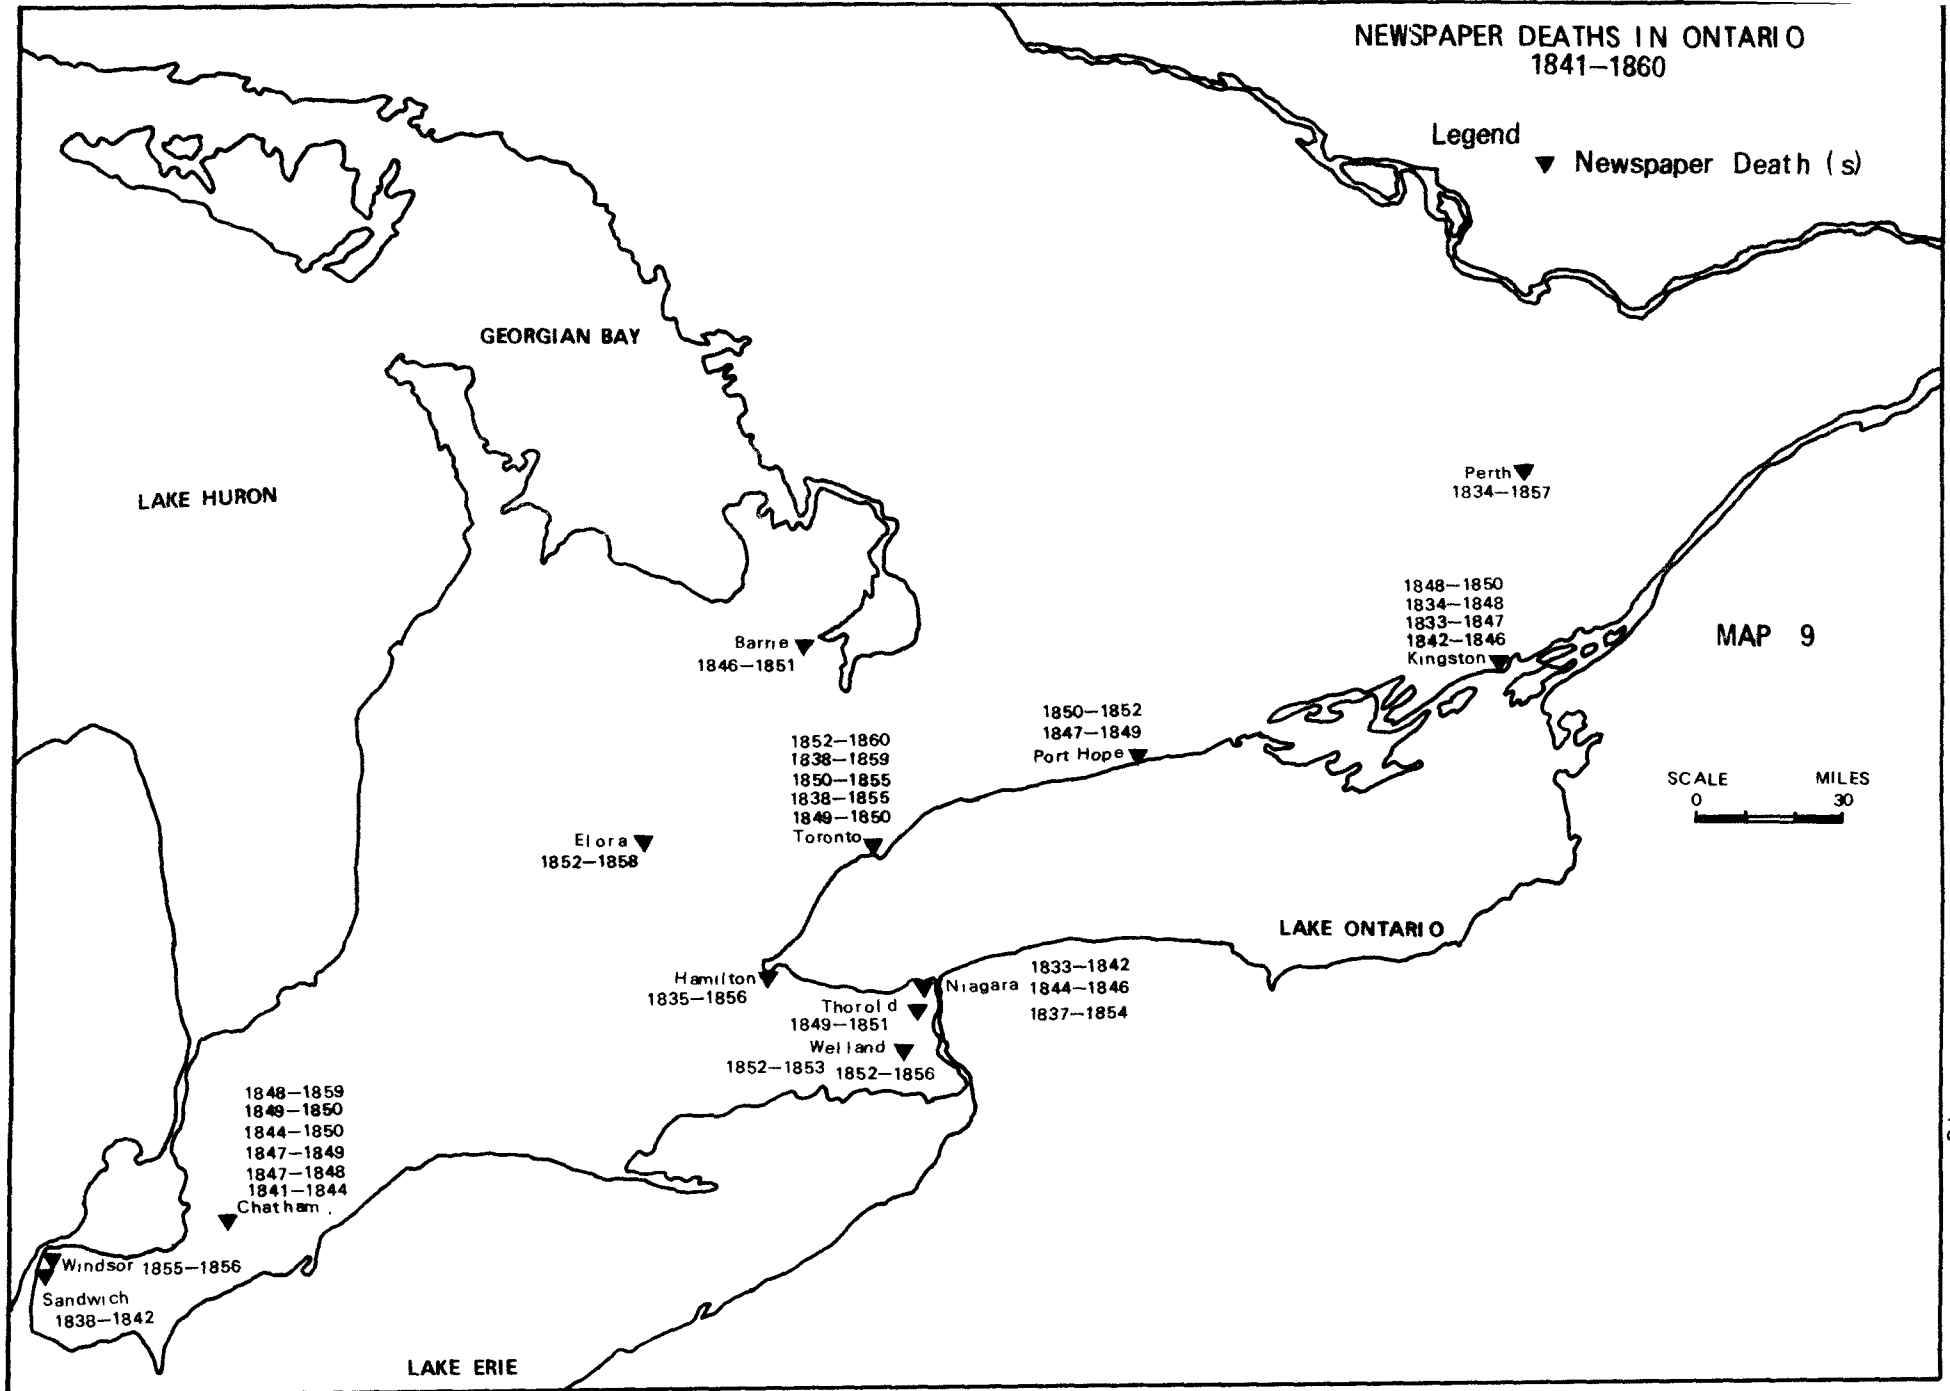 NEWSPAPER DEATHS IN ONTARIO
1841–1860
Legend
Newspaper Death (s)
GEORGIAN BAY
LAKE HURON
Perth
1834–1857
1848–1850
1834–1848
1833–1847
1842–1846
Kingston
MAP 9
Barrie
1846–1851
1850–1852
1847–1849
Port Hope
1852–1860
1838–1859
1850–1855
1838–1855
1849–1850
Toronto
SCALE MILES
0 30
Elora
1852–1858
LAKE ONTARIO
Hamilton
1835–1856
Niagara
1833–1842
1844–1846
1837–1854
Thorold
1849–1851
Welland
1852–1853 1852–1856
1848–1859
1849–1850
1844–1850
1847–1849
1847–1848
1841–1844
Chatham
Windsor 1855–1856
Sandwich
1838–1842
LAKE ERIE